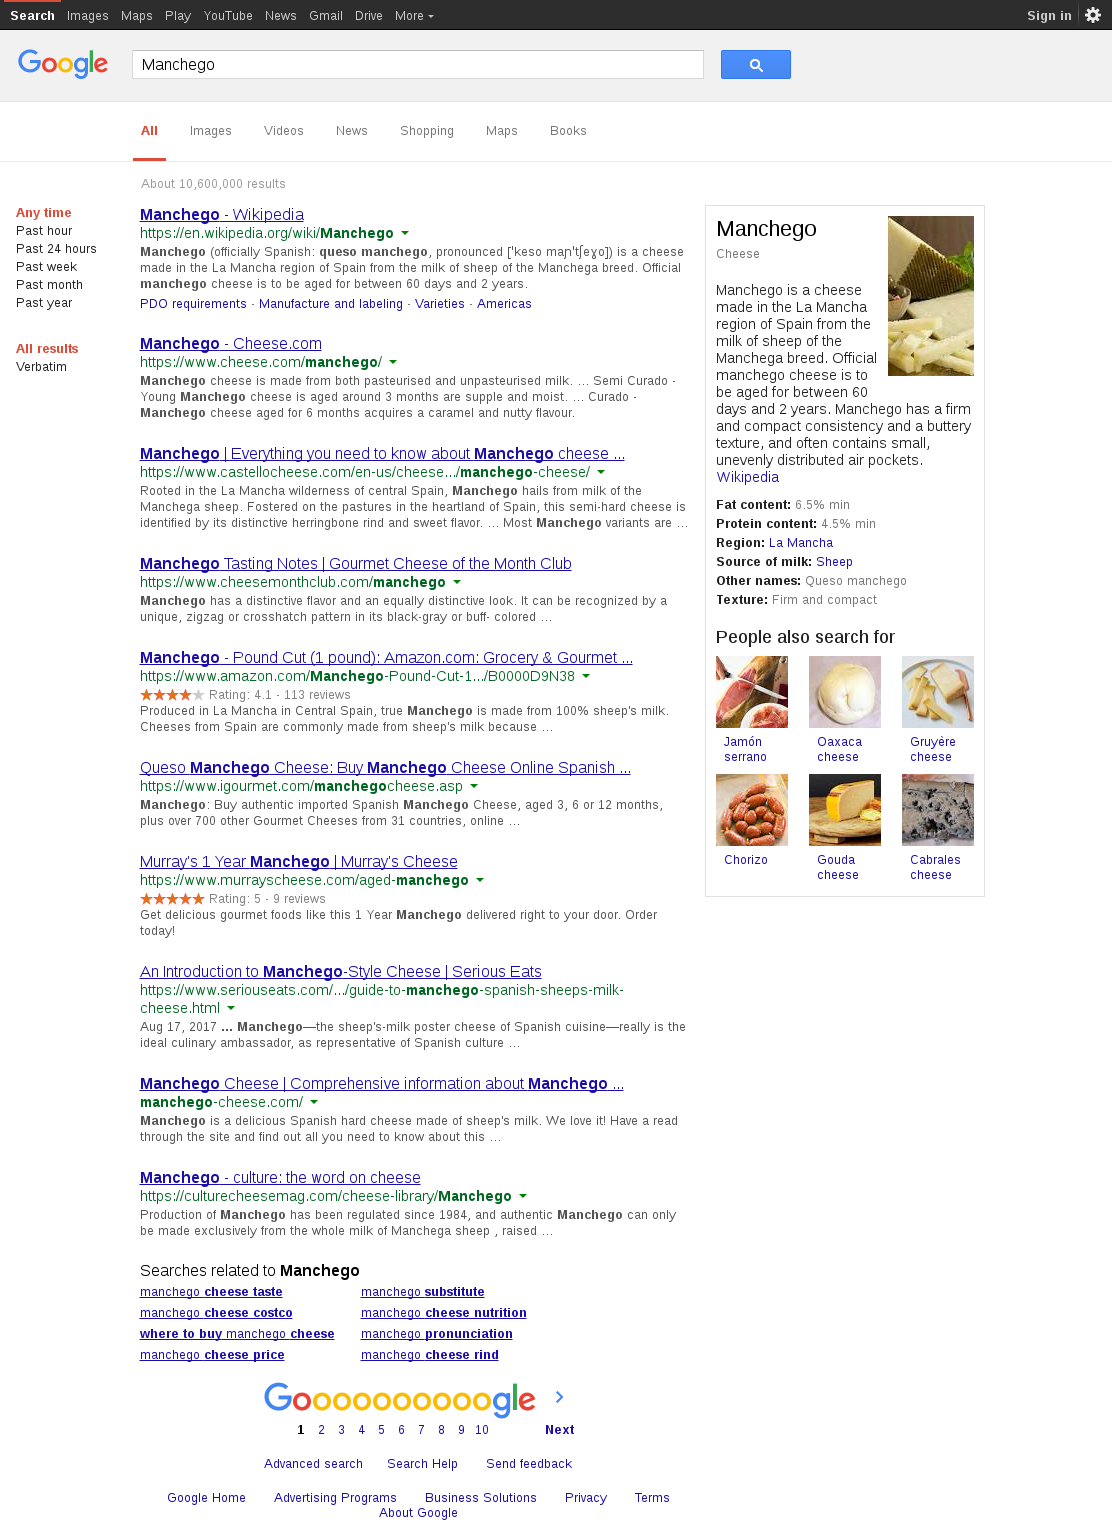 Search Images Maps Play YouTube News Gmail Drive More Sign in
Google Manchego
All Images Videos News Shopping Maps Books
About 10,600,000 results
Any time
Past hour
Past 24 hours
Past week
Past month
Past year
All results
Verbatim
Manchego - Wikipedia
https://en.wikipedia.org/wiki/Manchego
Manchego (officially Spanish: queso manchego, pronounced ['keso maɲ'tʃeɣo]) is a cheese
made in the La Mancha region of Spain from the milk of sheep of the Manchega breed. Official
manchego cheese is to be aged for between 60 days and 2 years.
PDO requirements · Manufacture and labeling · Varieties · Americas
Manchego - Cheese.com
https://www.cheese.com/manchego/
Manchego cheese is made from both pasteurised and unpasteurised milk. ... Semi Curado -
Young Manchego cheese is aged around 3 months are supple and moist. ... Curado -
Manchego cheese aged for 6 months acquires a caramel and nutty flavour.
Manchego | Everything you need to know about Manchego cheese ...
https://www.castellocheese.com/en-us/cheese.../manchego-cheese/
Rooted in the La Mancha wilderness of central Spain, Manchego hails from milk of the
Manchega sheep. Fostered on the pastures in the heartland of Spain, this semi-hard cheese is
identified by its distinctive herringbone rind and sweet flavor. ... Most Manchego variants are ...
Manchego Tasting Notes | Gourmet Cheese of the Month Club
https://www.cheesemonthclub.com/manchego
Manchego has a distinctive flavor and an equally distinctive look. It can be recognized by a
unique, zigzag or crosshatch pattern in its black-gray or buff- colored ...
Manchego - Pound Cut (1 pound): Amazon.com: Grocery & Gourmet ...
https://www.amazon.com/Manchego-Pound-Cut-1.../B0000D9N38
Rating: 4.1 - 113 reviews
Produced in La Mancha in Central Spain, true Manchego is made from 100% sheep's milk.
Cheeses from Spain are commonly made from sheep's milk because ...
Queso Manchego Cheese: Buy Manchego Cheese Online Spanish ...
https://www.igourmet.com/manchegocheese.asp
Manchego: Buy authentic imported Spanish Manchego Cheese, aged 3, 6 or 12 months,
plus over 700 other Gourmet Cheeses from 31 countries, online ...
Murray's 1 Year Manchego | Murray's Cheese
https://www.murrayscheese.com/aged-manchego
Rating: 5 - 9 reviews
Get delicious gourmet foods like this 1 Year Manchego delivered right to your door. Order
today!
An Introduction to Manchego-Style Cheese | Serious Eats
https://www.seriouseats.com/.../guide-to-manchego-spanish-sheeps-milk-
cheese.html
Aug 17, 2017 ... Manchego—the sheep's-milk poster cheese of Spanish cuisine—really is the
ideal culinary ambassador, as representative of Spanish culture ...
Manchego Cheese | Comprehensive information about Manchego ...
manchego-cheese.com/
Manchego is a delicious Spanish hard cheese made of sheep's milk. We love it! Have a read
through the site and find out all you need to know about this ...
Manchego - culture: the word on cheese
https://culturecheesemag.com/cheese-library/Manchego
Production of Manchego has been regulated since 1984, and authentic Manchego can only
be made exclusively from the whole milk of Manchega sheep , raised ...
Manchego
Cheese
Manchego is a cheese
made in the La Mancha
region of Spain from the
milk of sheep of the
Manchega breed. Official
manchego cheese is to
be aged for between 60
days and 2 years. Manchego has a firm
and compact consistency and a buttery
texture, and often contains small,
unevenly distributed air pockets.
Wikipedia
Fat content: 6.5% min
Protein content: 4.5% min
Region: La Mancha
Source of milk: Sheep
Other names: Queso manchego
Texture: Firm and compact
People also search for
Jamón serrano
Oaxaca cheese
Gruyère cheese
Chorizo
Gouda cheese
Cabrales cheese
Searches related to Manchego
manchego cheese taste
manchego substitute
manchego cheese costco
manchego cheese nutrition
where to buy manchego cheese
manchego pronunciation
manchego cheese price
manchego cheese rind
Goooooooooogle
1 2 3 4 5 6 7 8 9 10 Next
Advanced search Search Help Send feedback
Google Home Advertising Programs Business Solutions Privacy Terms
About Google